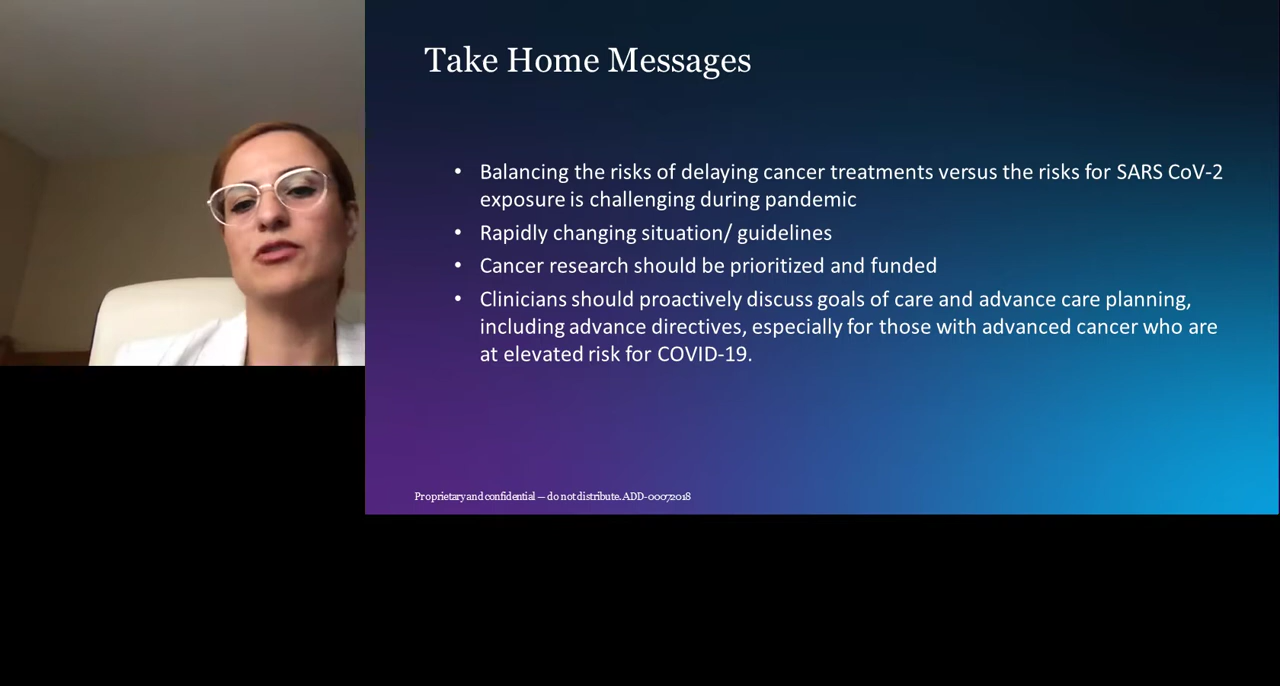 Take Home Messages
• Balancing the risks of delaying cancer treatments versus the risks for SARS CoV-2
exposure is challenging during pandemic
• Rapidly changing situation/ guidelines
• Cancer research should be prioritized and funded
• Clinicians should proactively discuss goals of care and advance care planning,
including advance directives, especially for those with advanced cancer who are
at elevated risk for COVID-19.
Proprietary and confidential — do not distribute. ADD-00072018